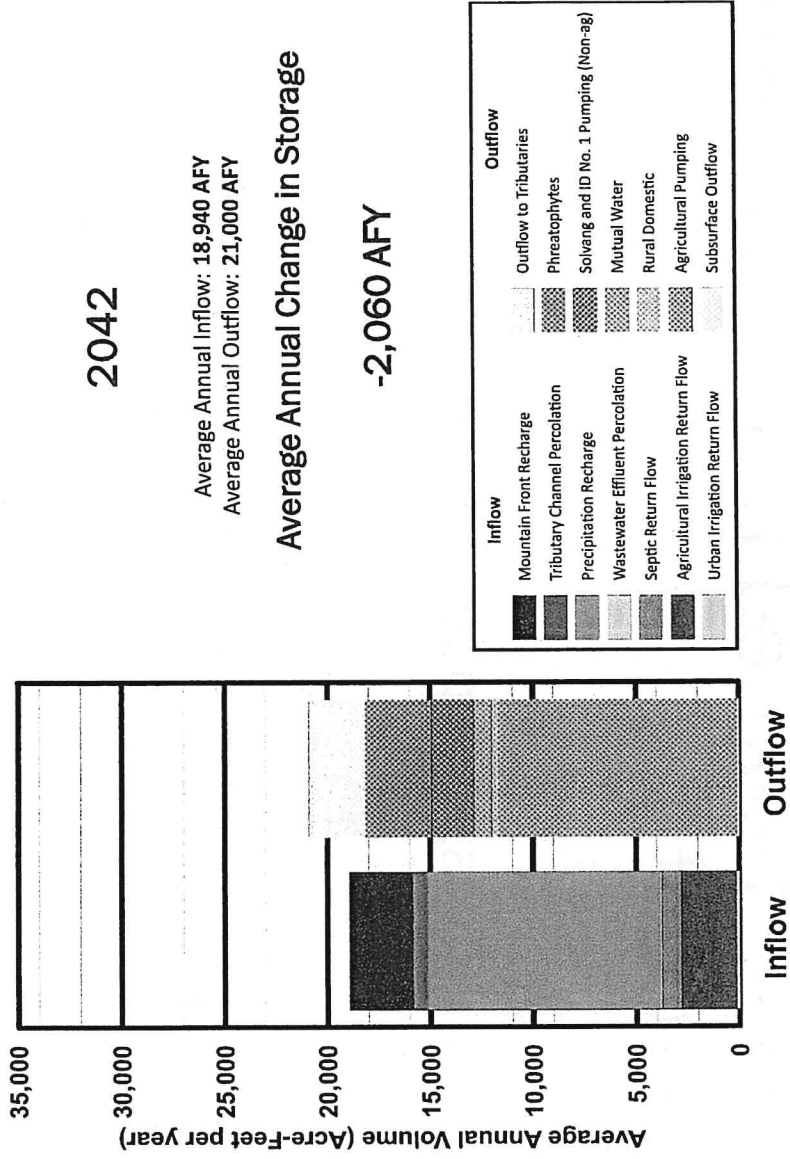 2042
Average Annual Inflow: 18,940 AFY
Average Annual Outflow: 21,000 AFY
Average Annual Change in Storage
-2,060 AFY
Average Annual Volume (Acre-Feet per year)
35,000
30,000
25,000
20,000
15,000
10,000
5,000
0
Inflow
Outflow
Inflow
Mountain Front Recharge
Tributary Channel Percolation
Precipitation Recharge
Wastewater Effluent Percolation
Septic Return Flow
Agricultural Irrigation Return Flow
Urban Irrigation Return Flow
Outflow
Outflow to Tributaries
Phreatophytes
Solvang and ID No. 1 Pumping (Non-ag)
Mutual Water
Rural Domestic
Agricultural Pumping
Subsurface Outflow